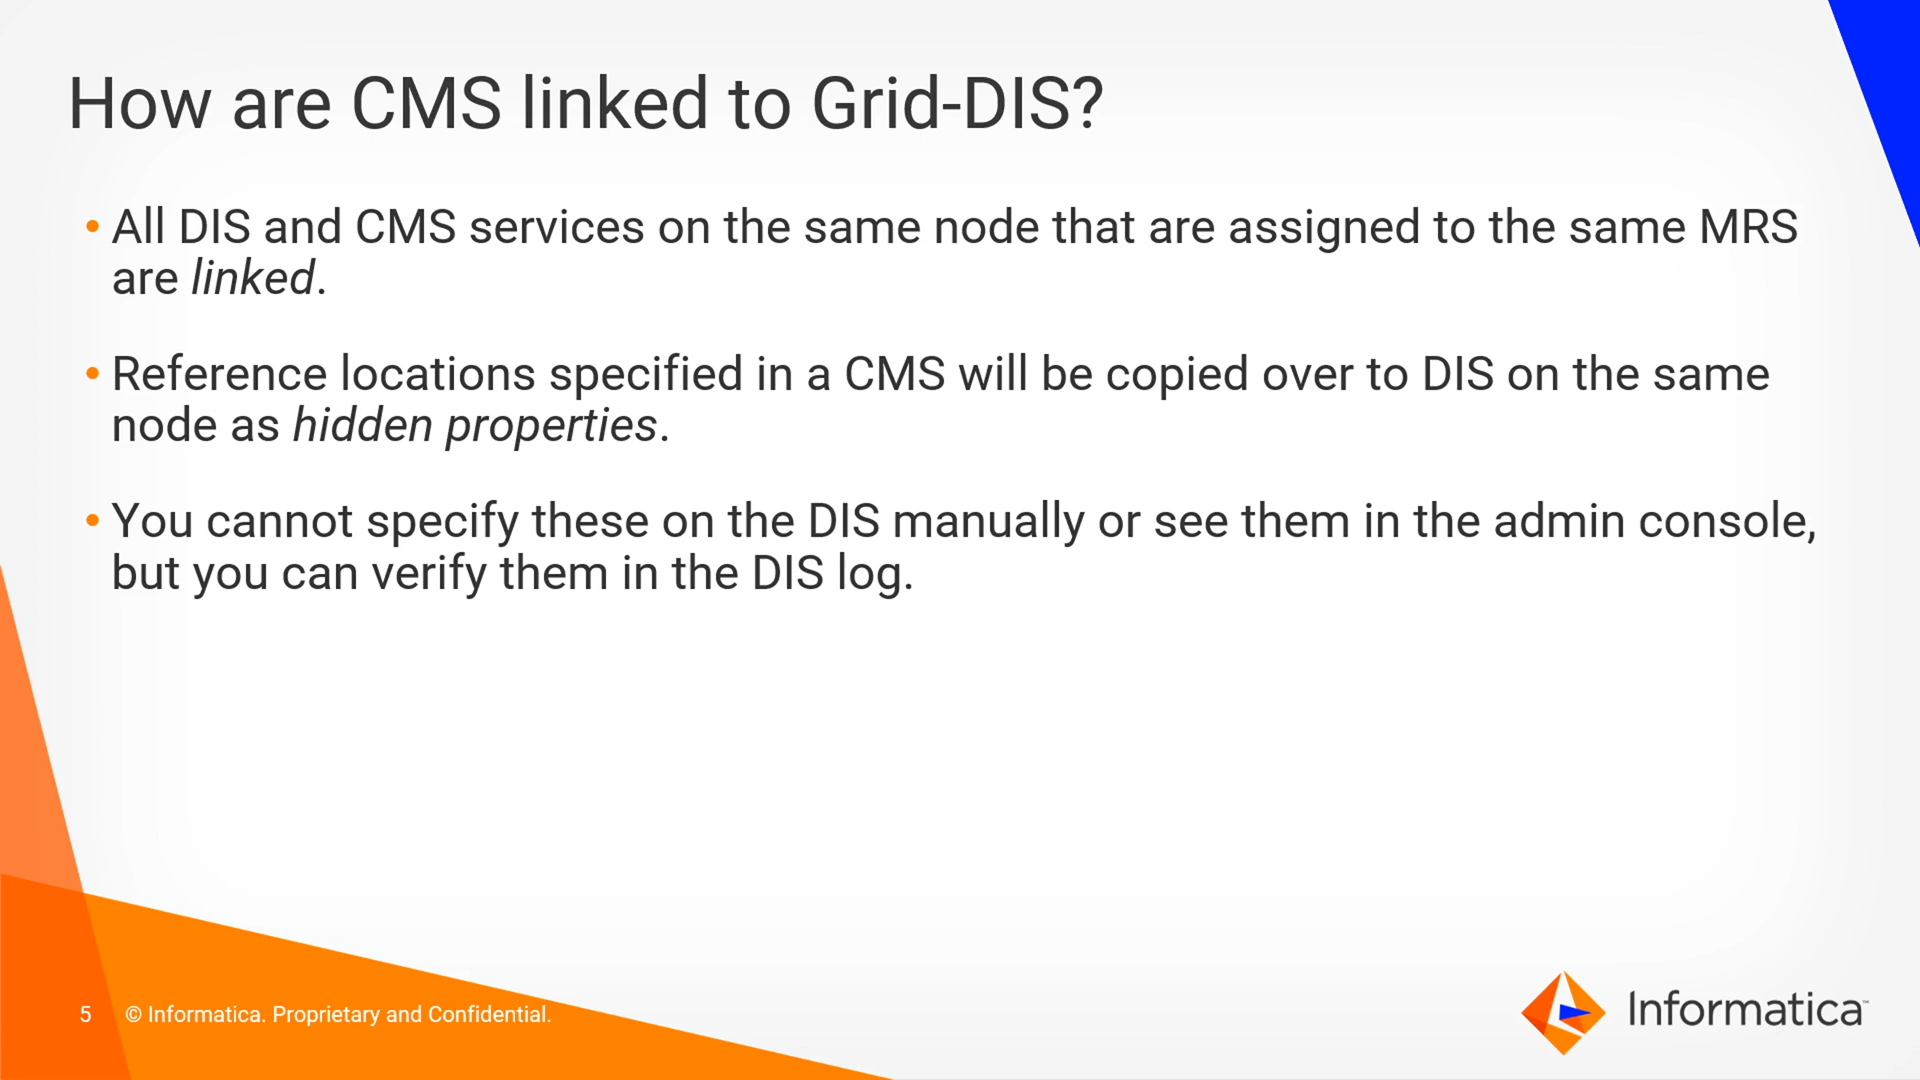 How are CMS linked to Grid-DIS?
• All DIS and CMS services on the same node that are assigned to the same MRS
are linked.
• Reference locations specified in a CMS will be copied over to DIS on the same
node as hidden properties.
• You cannot specify these on the DIS manually or see them in the admin console,
but you can verify them in the DIS log.
5 © Informatica. Proprietary and Confidential.
Informatica™